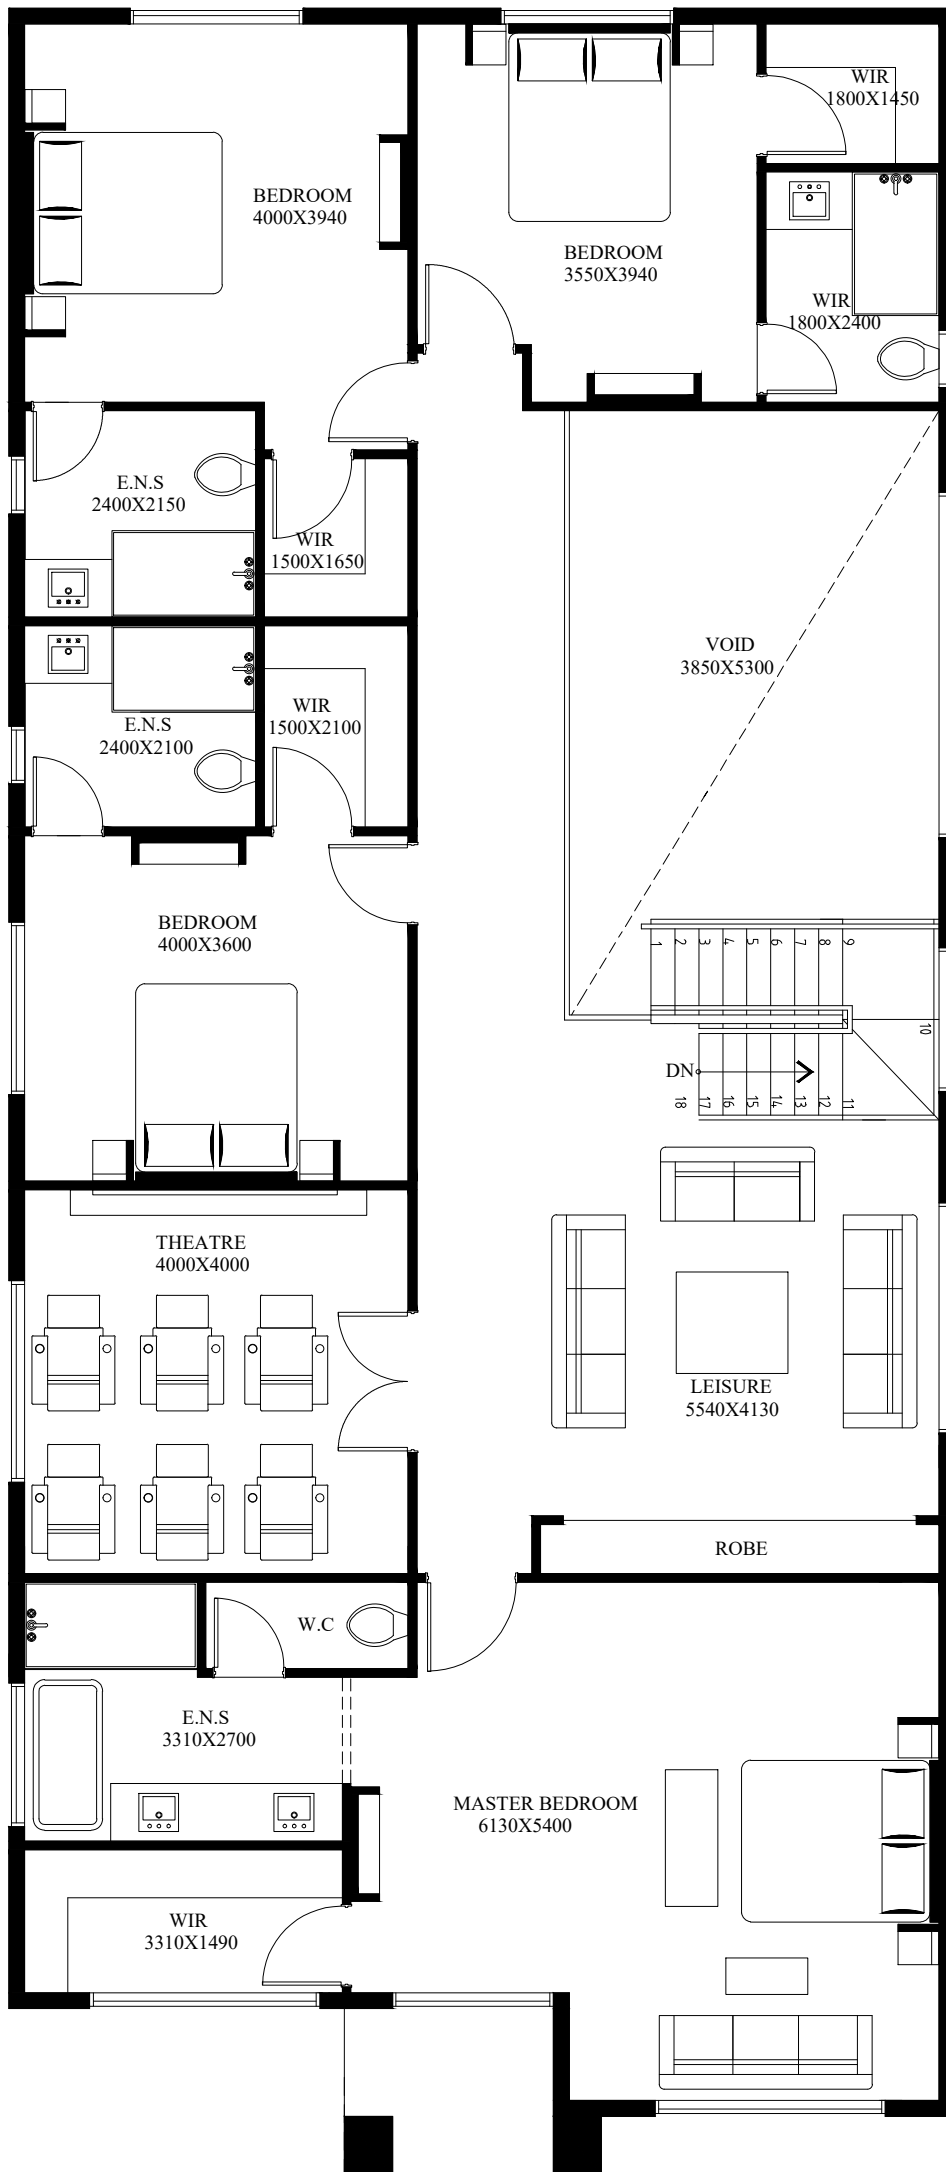 WIR
1800X1450
BEDROOM
4000X3940
BEDROOM
3550X3940
WIR
1800X2400
E.N.S
2400X2150
WIR
1500X1650
VOID
3850X5300
WIR
1500X2100
E.N.S
2400X2100
BEDROOM
4000X3600
1 2 3 4 5 6 7 8 9
10
DN
18 17 16 15 14 13 12 11
THEATRE
4000X4000
LEISURE
5540X4130
ROBE
W.C
E.N.S
3310X2700
MASTER BEDROOM
6130X5400
WIR
3310X1490